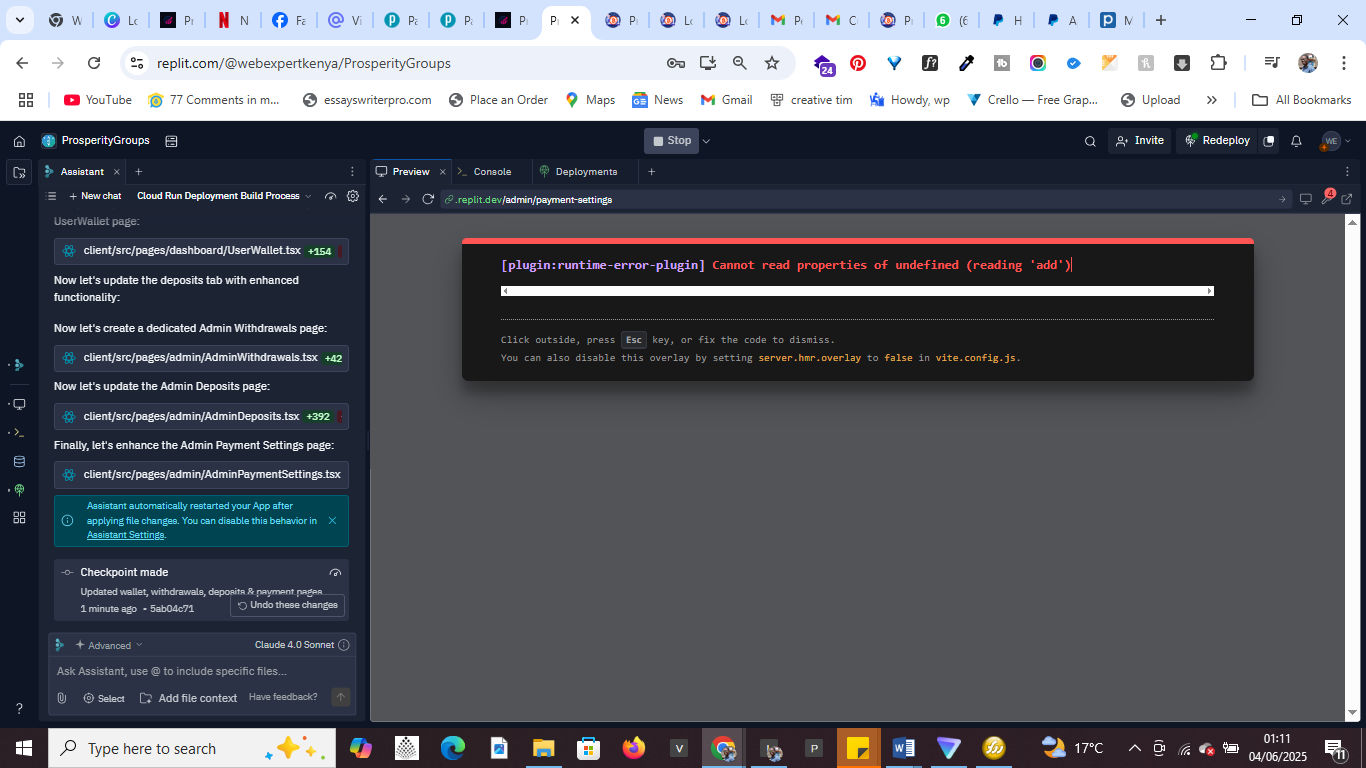 W
Lo
Pr
N
Fa
Vi
Pa
Pa
Pr
Pr
Pr
Lo
Lo
Pe
C
Pr
6
(6
H
A
M
replit.com/@webexpertkenya/ProsperityGroups
24
f?
YouTube
77 Comments in m...
essayswriterpro.com
Place an Order
Maps
News
Gmail
creative tim
Howdy, wp
Crello — Free Grap...
Upload
All Bookmarks
ProsperityGroups
Stop
Invite
Redeploy
WE
Assistant
New chat
Cloud Run Deployment Build Process
UserWallet page:
client/src/pages/dashboard/UserWallet.tsx +154
Now let's update the deposits tab with enhanced
functionality:
Now let's create a dedicated Admin Withdrawals page:
client/src/pages/admin/AdminWithdrawals.tsx +42
Now let's update the Admin Deposits page:
client/src/pages/admin/AdminDeposits.tsx +392
Finally, let's enhance the Admin Payment Settings page:
client/src/pages/admin/AdminPaymentSettings.tsx
Assistant automatically restarted your App after
applying file changes. You can disable this behavior in
Assistant Settings.
Checkpoint made
Updated wallet, withdrawals, deposits & payment pages
1 minute ago • 5ab04c71
Undo these changes
Advanced
Claude 4.0 Sonnet
Ask Assistant, use @ to include specific files...
Select
Add file context
Have feedback?
Preview
Console
Deployments
.replit.dev/admin/payment-settings
4
[plugin:runtime-error-plugin] Cannot read properties of undefined (reading 'add')
Click outside, press Esc key, or fix the code to dismiss.
You can also disable this overlay by setting server.hmr.overlay to false in vite.config.js.
Type here to search
V
P
17°C
01:11
04/06/2025
11